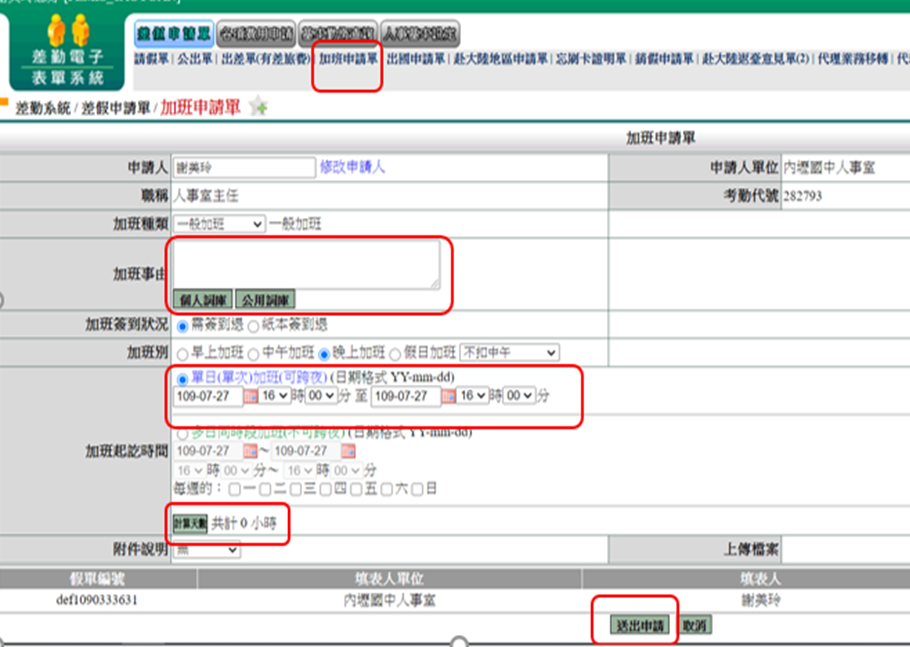 差勤電子
表單系統
差假申請單
請假單 | 公出單 | 出差單(有差旅費) | 加班申請單 | 出國申請單 | 赴大陸地區申請單 | 忘刷卡證明單 | 銷假申請單 | 赴大陸返臺意見單(2) | 代理業務移轉 | 代
差勤系統 / 差假申請單 / 加班申請單
加班申請單
申請人 謝美玲 修改申請人 申請人單位 內壢國中人事室
職稱 人事室主任 考勤代號 282793
加班種類 一般加班 一般加班
加班事由
個人詞庫 公用詞庫
加班簽到狀況 需簽到退 紙本簽到退
加班別 早上加班 中午加班 晚上加班 假日加班 不扣中午
單日(單次)加班(可跨夜) (日期格式 YY-mm-dd)
109-07-27 16 時 00 分 至 109-07-27 16 時 00 分
加班起訖時間
多日同時段加班(不可跨夜) (日期格式 YY-mm-dd)
109-07-27 ~ 109-07-27
16 時 00 分 ~ 16 時 00 分
每週的： 一 二 三 四 五 六 日
計算天數 共計 0 小時
附件說明 無 上傳檔案
假單編號 填表人單位 填表人
def1090333631 內壢國中人事室 謝美玲
送出申請 取消